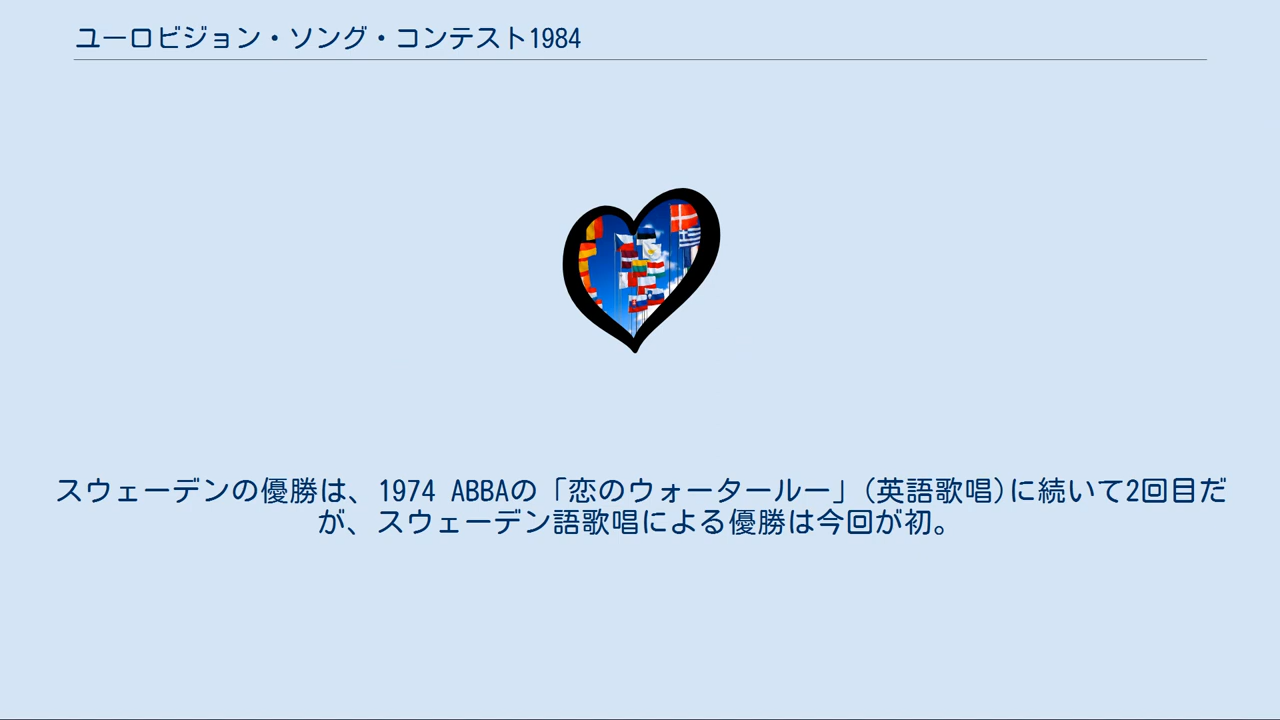 ユーロビジョン・ソング・コンテスト1984
スウェーデンの優勝は、1974 ABBAの「恋のウォータールー」(英語歌唱)に続いて2回目だ
が、スウェーデン語歌唱による優勝は今回が初。